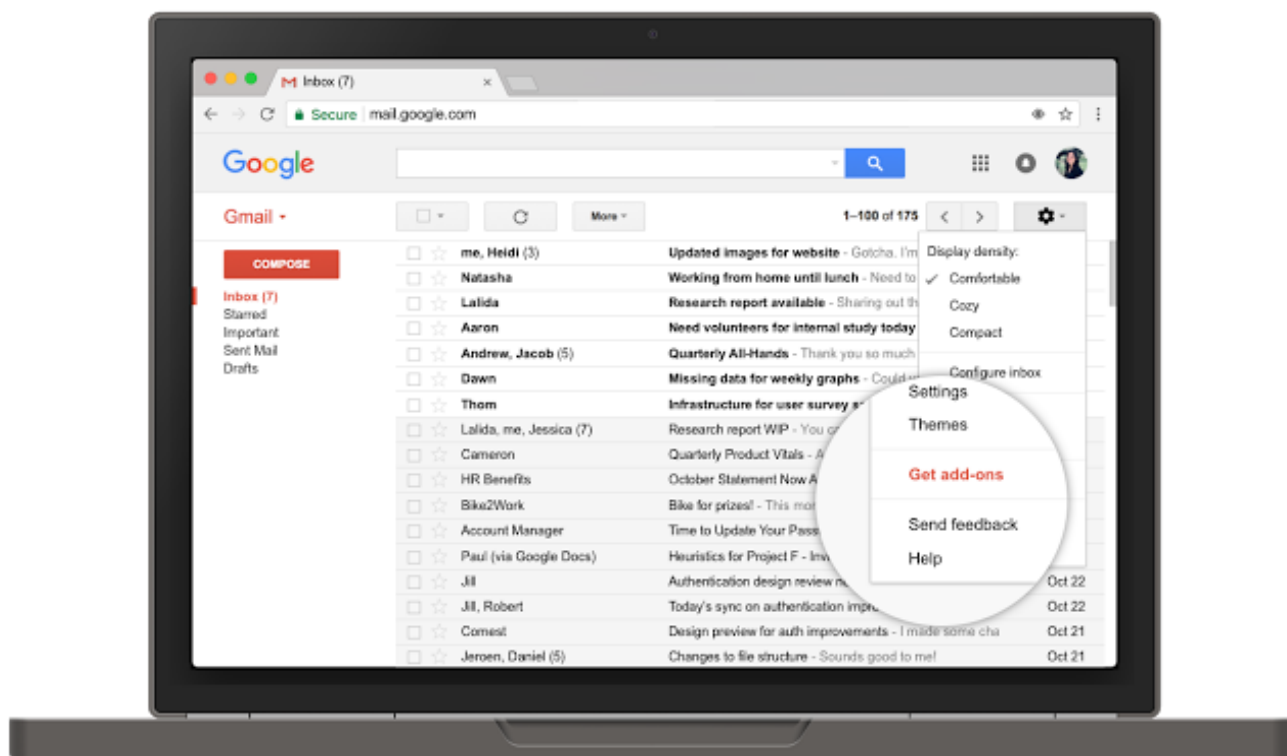 Inbox (7)
Secure mail.google.com
Google
Gmail
More
1–100 of 175
COMPOSE
Inbox (7)
Starred
Important
Sent Mail
Drafts
me, Heidi (3) Updated images for website - Gotcha. I'm
Natasha Working from home until lunch - Need to
Lalida Research report available - Sharing out th
Aaron Need volunteers for internal study today
Andrew, Jacob (5) Quarterly All-Hands - Thank you so much
Dawn Missing data for weekly graphs - Could
Thom Infrastructure for user survey
Lalida, me, Jessica (7) Research report WIP - You
Cameron Quarterly Product Vitals -
HR Benefits October Statement Now
Bike2Work Bike for prizes! - This
Account Manager Time to Update Your
Paul (via Google Docs) Heuristics for Project F -
Jill Authentication design review Oct 22
Jill, Robert Today's sync on authentication Oct 22
Comest Design preview for auth improvements - I made some cha Oct 21
Jeroen, Daniel (5) Changes to file structure - Sounds good to me! Oct 21
Display density:
Comfortable
Cozy
Compact
Configure inbox
Settings
Themes
Get add-ons
Send feedback
Help